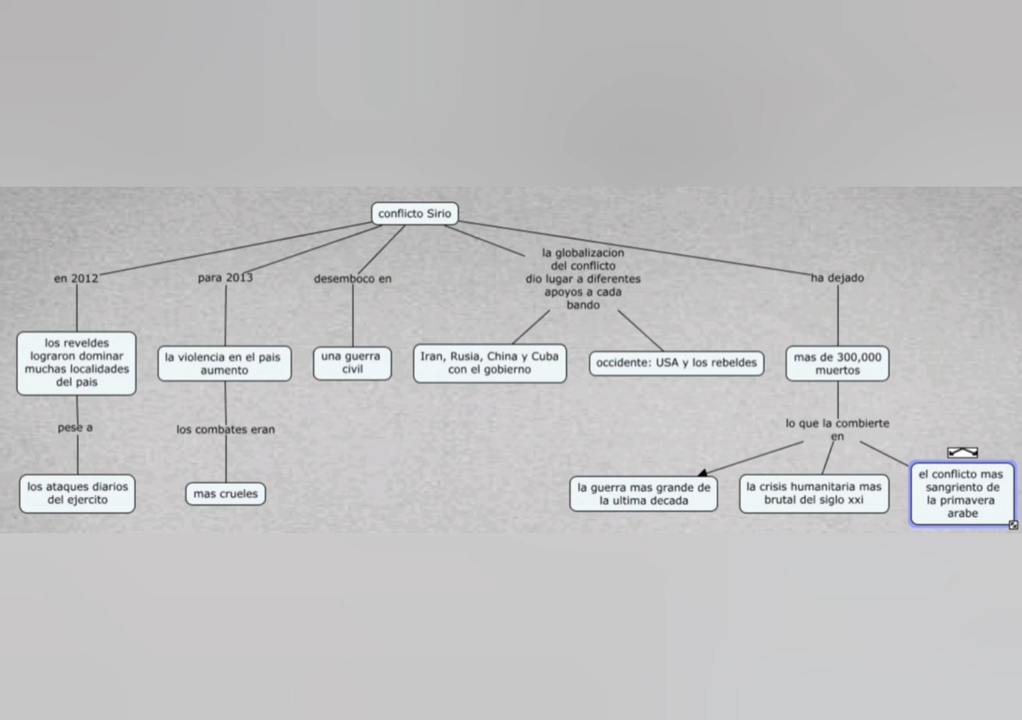 conflicto Sirio
en 2012
para 2013
desemboco en
la globalizacion
del conflicto
dio lugar a diferentes
apoyos a cada
bando
ha dejado
los reveldes
lograron dominar
muchas localidades
del pais
la violencia en el pais
aumento
una guerra
civil
Iran, Rusia, China y Cuba
con el gobierno
occidente: USA y los rebeldes
mas de 300,000
muertos
pese a
los combates eran
lo que la combierte
en
los ataques diarios
del ejercito
mas crueles
la guerra mas grande de
la ultima decada
la crisis humanitaria mas
brutal del siglo xxi
el conflicto mas
sangriento de
la primavera
arabe